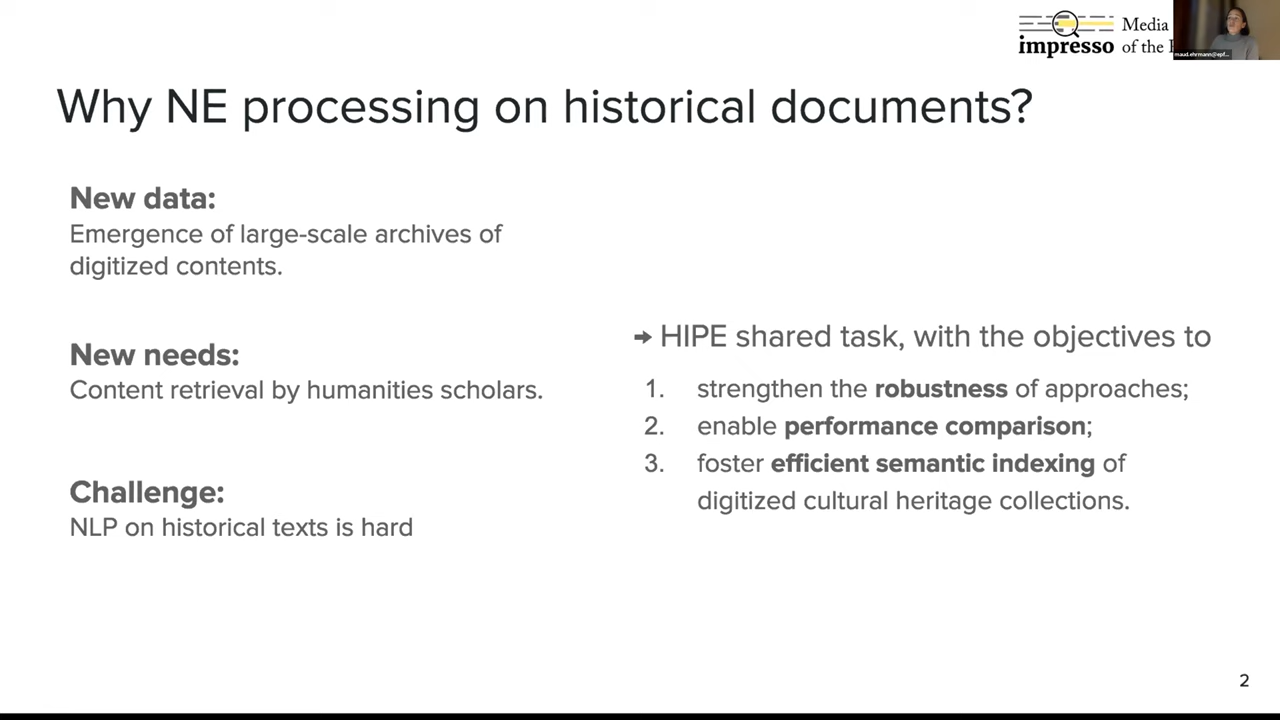 impresso
Media
of the
maud.ehrmann@epf...
Why NE processing on historical documents?
New data:
Emergence of large-scale archives of
digitized contents.
New needs:
Content retrieval by humanities scholars.
Challenge:
NLP on historical texts is hard
➔ HIPE shared task, with the objectives to
1. strengthen the robustness of approaches;
2. enable performance comparison;
3. foster efficient semantic indexing of
digitized cultural heritage collections.
2